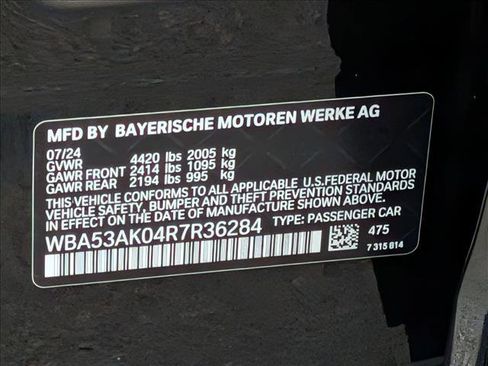 MFD BY BAYERISCHE MOTOREN WERKE AG
07/24
GVWR 4420 lbs 2005 kg
GAWR FRONT 2414 lbs 1095 kg
GAWR REAR 2194 lbs 995 kg
THIS VEHICLE CONFORMS TO ALL APPLICABLE U.S.FEDERAL MOTOR
VEHICLE SAFETY, BUMPER AND THEFT PREVENTION STANDARDS
IN EFFECT ON THE DATE OF MANUFACTURE SHOWN ABOVE.
WBA53AK04R7R36284 TYPE: PASSENGER CAR
475
7 315 614